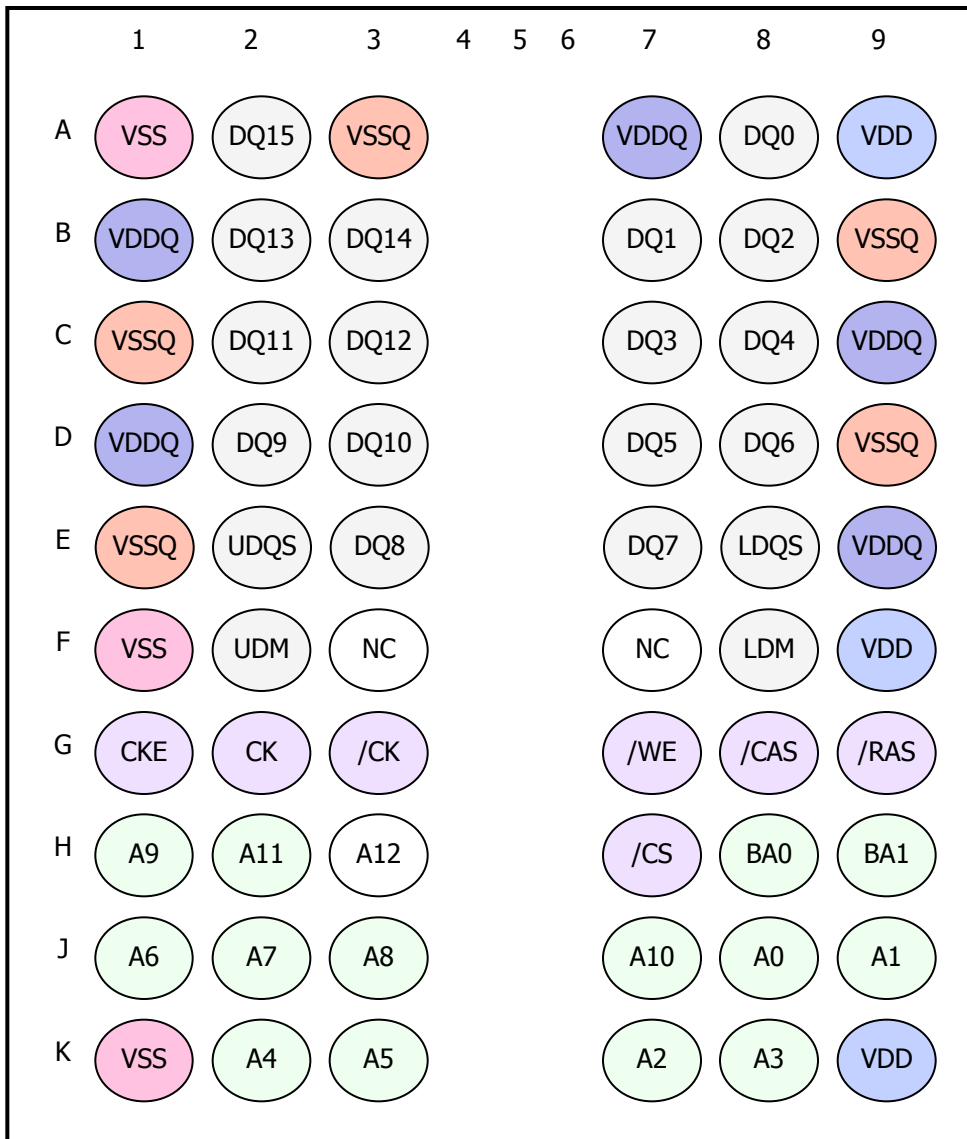 1 2 3 4 5 6 7 8 9
A VSS DQ15 VSSQ VDDQ DQ0 VDD
B VDDQ DQ13 DQ14 DQ1 DQ2 VSSQ
C VSSQ DQ11 DQ12 DQ3 DQ4 VDDQ
D VDDQ DQ9 DQ10 DQ5 DQ6 VSSQ
E VSSQ UDQS DQ8 DQ7 LDQS VDDQ
F VSS UDM NC NC LDM VDD
G CKE CK /CK /WE /CAS /RAS
H A9 A11 A12 /CS BA0 BA1
J A6 A7 A8 A10 A0 A1
K VSS A4 A5 A2 A3 VDD